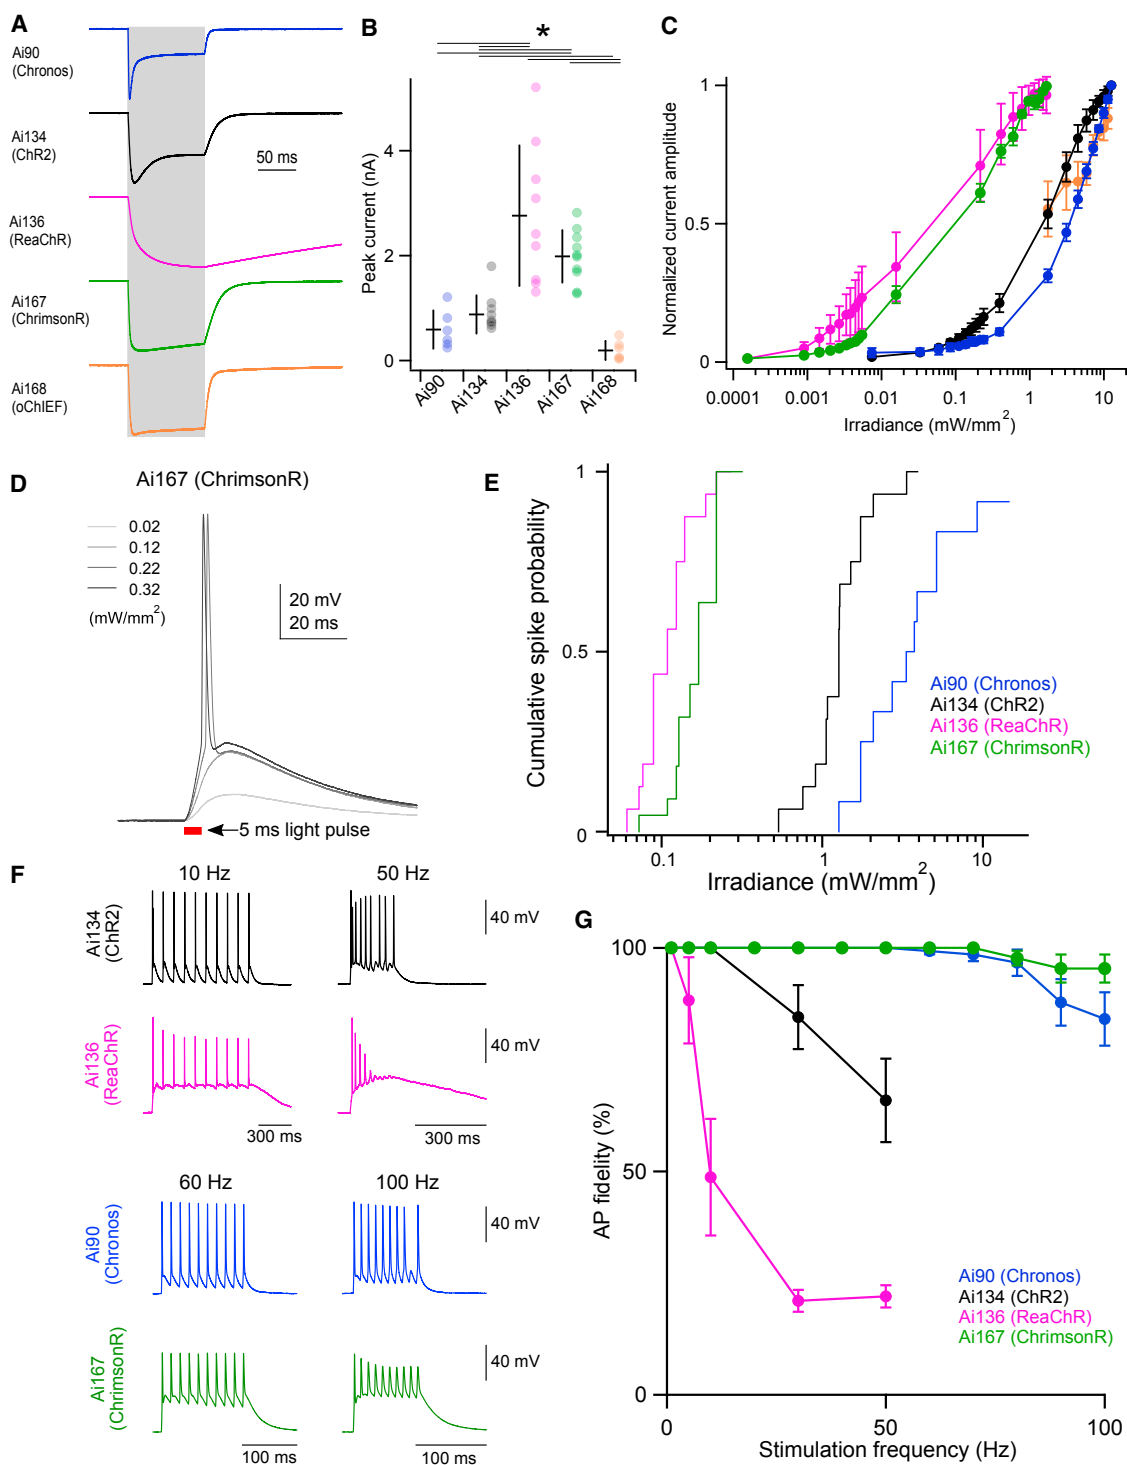 A
Ai90
(Chronos)
Ai134
(ChR2)
50 ms
Ai136
(ReaChR)
Ai167
(ChrimsonR)
Ai168
(oChIEF)
B
*
Peak current (nA)
4
2
0
Ai90
Ai134
Ai136
Ai167
Ai168
C
Normalized current amplitude
1
0.5
0
0.0001
0.001
0.01
0.1
1
10
Irradiance (mW/mm2)
D
Ai167 (ChrimsonR)
0.02
0.12
0.22
0.32
(mW/mm2)
20 mV
20 ms
5 ms light pulse
E
Cumulative spike probability
1
0.5
0
0.1
1
10
Irradiance (mW/mm2)
Ai90 (Chronos)
Ai134 (ChR2)
Ai136 (ReaChR)
Ai167 (ChrimsonR)
F
10 Hz
50 Hz
Ai134
(ChR2)
40 mV
40 mV
Ai136
(ReaChR)
40 mV
40 mV
300 ms
300 ms
60 Hz
100 Hz
Ai90
(Chronos)
40 mV
Ai167
(ChrimsonR)
40 mV
100 ms
100 ms
G
AP fidelity (%)
100
50
0
0
50
100
Stimulation frequency (Hz)
Ai90 (Chronos)
Ai134 (ChR2)
Ai136 (ReaChR)
Ai167 (ChrimsonR)